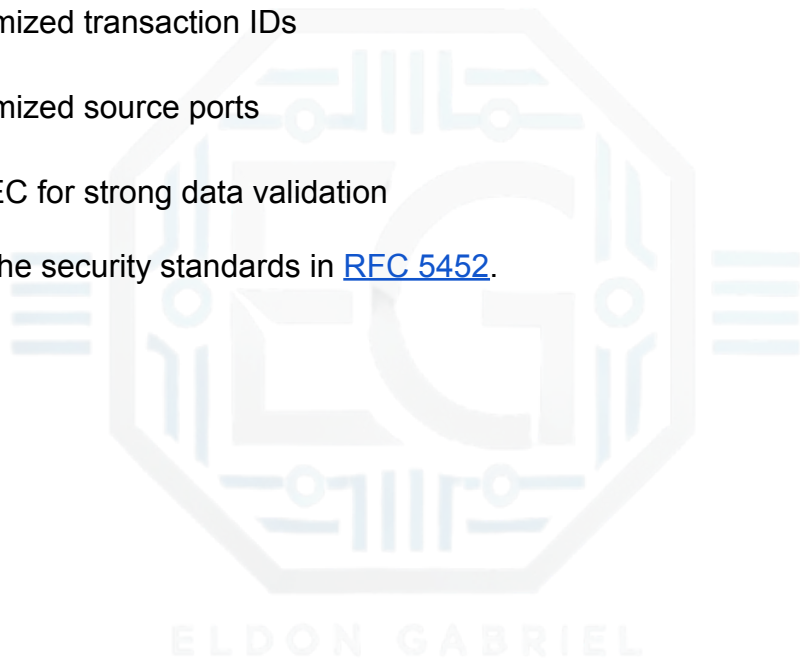 mized transaction IDs
mized source ports
EC for strong data validation
he security standards in RFC 5452.
EG
ELDON GABRIEL